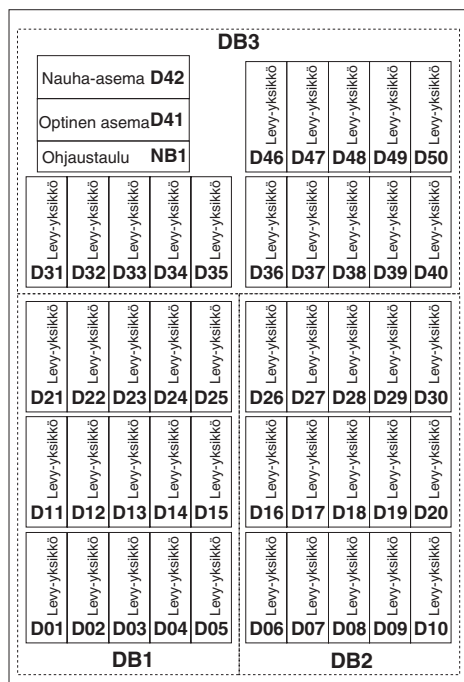 DB3
Nauha-asema D42
Optinen asema D41
Ohjaustaulu NB1
Levy-yksikkö D46
Levy-yksikkö D47
Levy-yksikkö D48
Levy-yksikkö D49
Levy-yksikkö D50
Levy-yksikkö D31
Levy-yksikkö D32
Levy-yksikkö D33
Levy-yksikkö D34
Levy-yksikkö D35
Levy-yksikkö D36
Levy-yksikkö D37
Levy-yksikkö D38
Levy-yksikkö D39
Levy-yksikkö D40
Levy-yksikkö D21
Levy-yksikkö D22
Levy-yksikkö D23
Levy-yksikkö D24
Levy-yksikkö D25
Levy-yksikkö D26
Levy-yksikkö D27
Levy-yksikkö D28
Levy-yksikkö D29
Levy-yksikkö D30
Levy-yksikkö D11
Levy-yksikkö D12
Levy-yksikkö D13
Levy-yksikkö D14
Levy-yksikkö D15
Levy-yksikkö D16
Levy-yksikkö D17
Levy-yksikkö D18
Levy-yksikkö D19
Levy-yksikkö D20
Levy-yksikkö D01
Levy-yksikkö D02
Levy-yksikkö D03
Levy-yksikkö D04
Levy-yksikkö D05
Levy-yksikkö D06
Levy-yksikkö D07
Levy-yksikkö D08
Levy-yksikkö D09
Levy-yksikkö D10
DB1
DB2